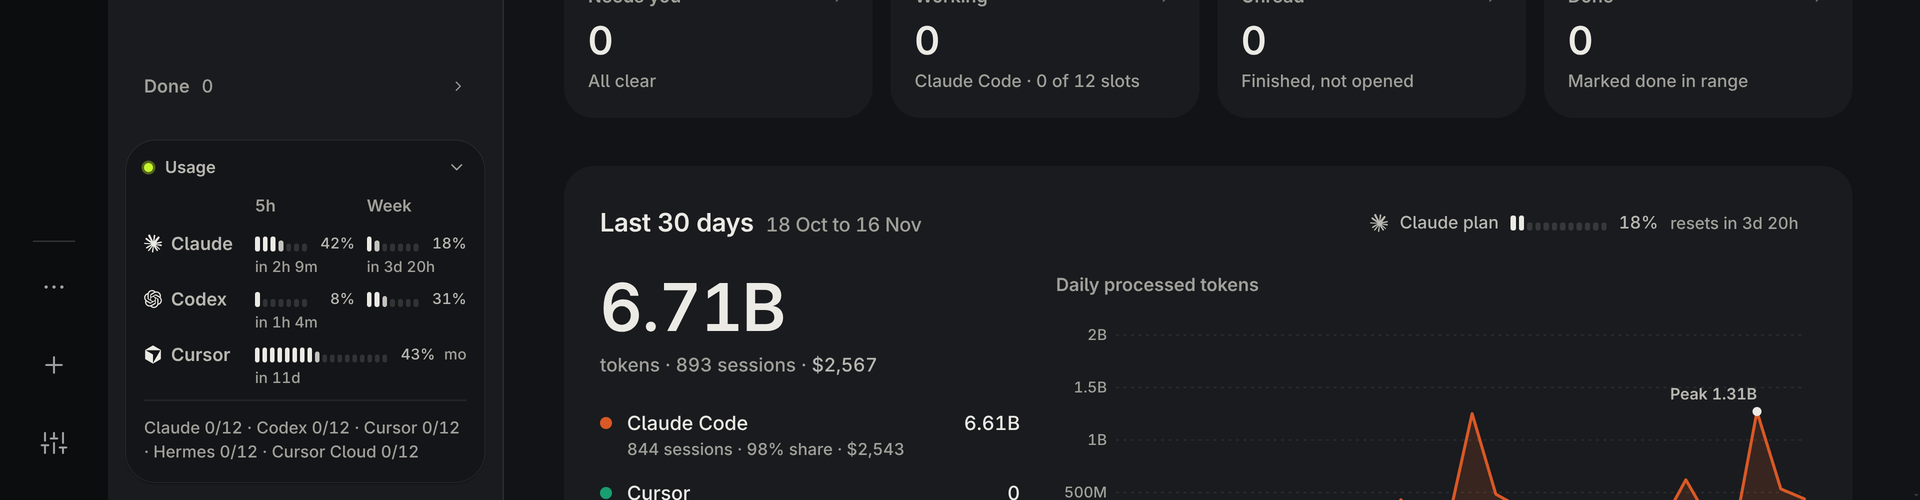 Needs you
Working
Unread
Done
0
0
0
0
All clear
Claude Code · 0 of 12 slots
Finished, not opened
Marked done in range
Done 0
Usage
5h Week
Claude 42% 18%
in 2h 9m in 3d 20h
Codex 8% 31%
in 1h 4m
Cursor 43% mo
in 11d
Claude 0/12 · Codex 0/12 · Cursor 0/12
· Hermes 0/12 · Cursor Cloud 0/12
Last 30 days 18 Oct to 16 Nov
Claude plan 18% resets in 3d 20h
6.71B
tokens · 893 sessions · $2,567
Claude Code 6.61B
844 sessions · 98% share · $2,543
Cursor 0
Daily processed tokens
2B
1.5B
Peak 1.31B
1B
500M